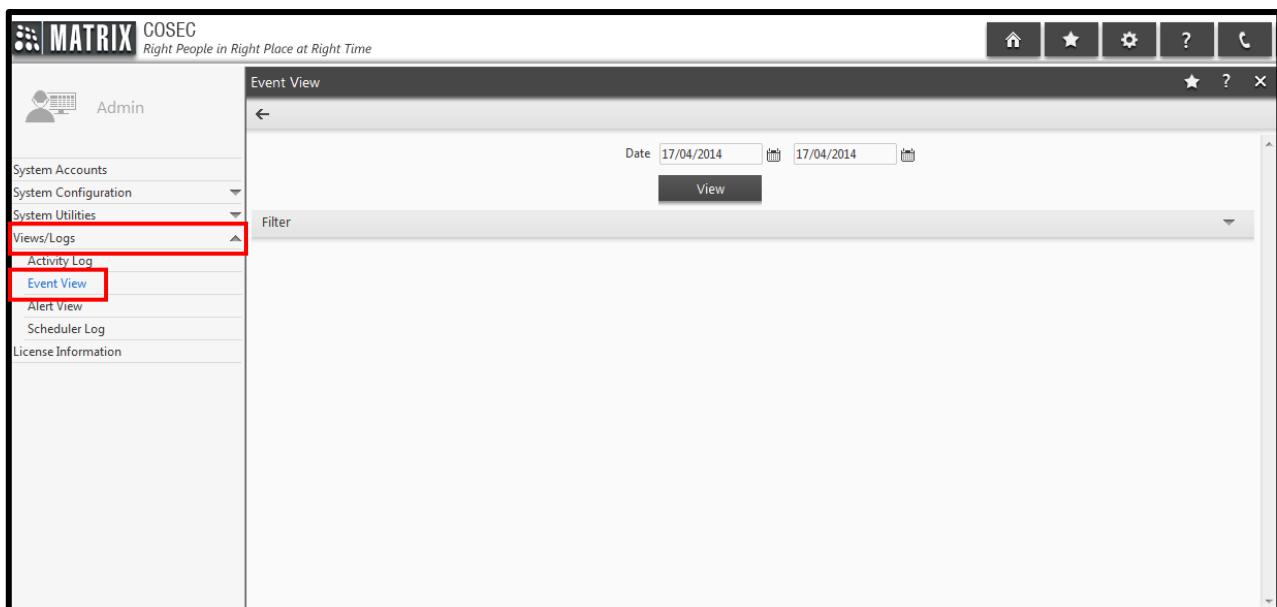 MATRIX COSEC
Right People in Right Place at Right Time
?
Event View
?
Admin
Date 17/04/2014 17/04/2014
View
Filter
System Accounts
System Configuration
System Utilities
Views/Logs
Activity Log
Event View
Alert View
Scheduler Log
License Information